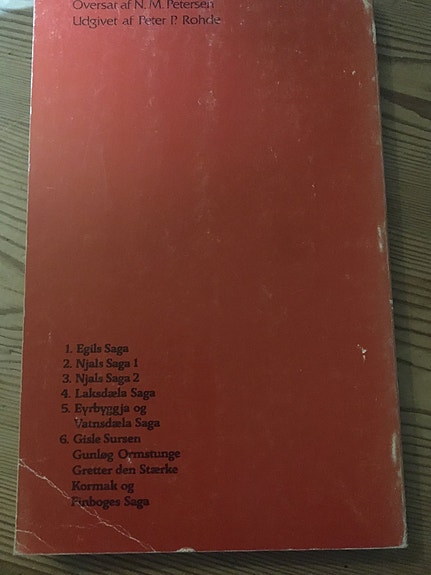 Oversat af N. M. Petersen
Udgivet af Peter P. Rohde
1. Egils Saga
2. Njals Saga 1
3. Njals Saga 2
4. Laksdæla Saga
5. Eyrbyggja og
Vatnsdæla Saga
6. Gisle Sursen
Gunløg Ormstunge
Gretter den Stærke
Kormak og
Finboges Saga